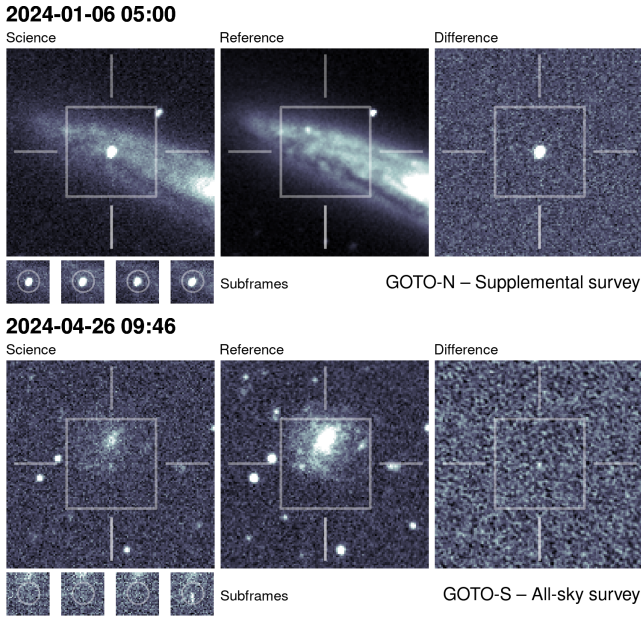 2024-01-06 05:00
Science
Reference
Difference
Subframes
GOTO-N – Supplemental survey
2024-04-26 09:46
Science
Reference
Difference
Subframes
GOTO-S – All-sky survey